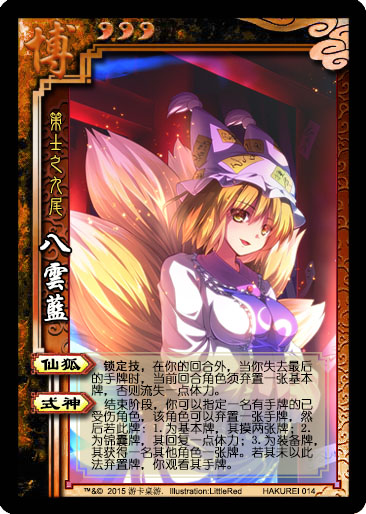 博
策士之九尾
八雲藍
仙狐
锁定技，在你的回合外，当你失去最后
的手牌时，当前回合角色须弃置一张基本
牌，否则流失一点体力。
式神
结束阶段，你可以指定一名有手牌的已
受伤角色，该角色可以弃置一张手牌，然
后若此牌：1.为基本牌，其摸两张牌；2.
为锦囊牌，其回复一点体力；3.为装备牌，
其获得一名其他角色一张牌。若其未以此
法弃置牌，你观看其手牌。
™&© 2015 游卡桌游. Illustration:LittleRed HAKUREI 014